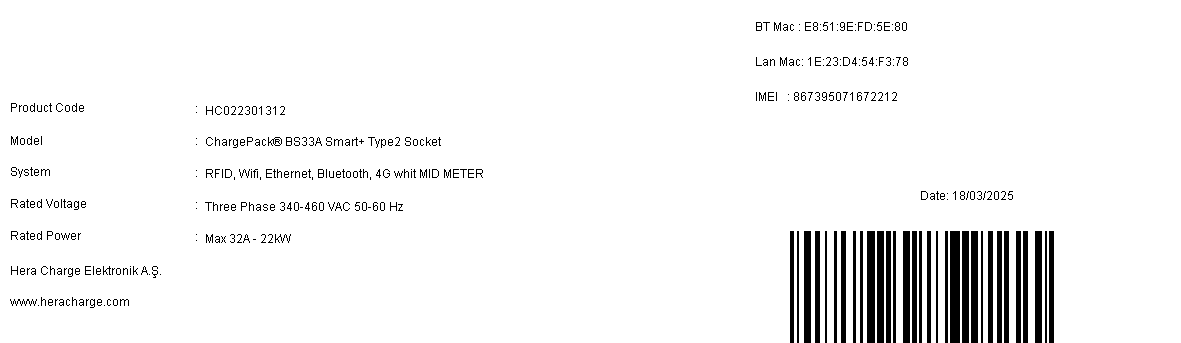 BT Mac : E8:51:9E:FD:5E:80
Lan Mac: 1E:23:D4:54:F3:78
IMEI : 867395071672212
Product Code : HC022301312
Model : ChargePack® BS33A Smart+ Type2 Socket
System : RFID, Wifi, Ethernet, Bluetooth, 4G whit MID METER
Rated Voltage : Three Phase 340-460 VAC 50-60 Hz
Rated Power : Max 32A - 22kW
Hera Charge Elektronik A.Ş.
www.heracharge.com
Date: 18/03/2025